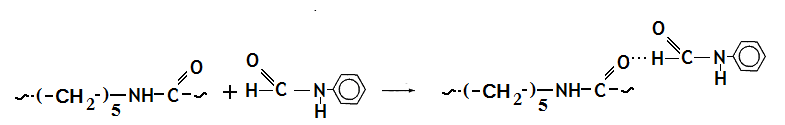 ~(-CH₂-)₅-NH-C(=O)-~ + H-C(=O)-N(H)-⌬ → ~(-CH₂-)₅-NH-C(=O···H-C(=O)-N(H)-⌬)-~